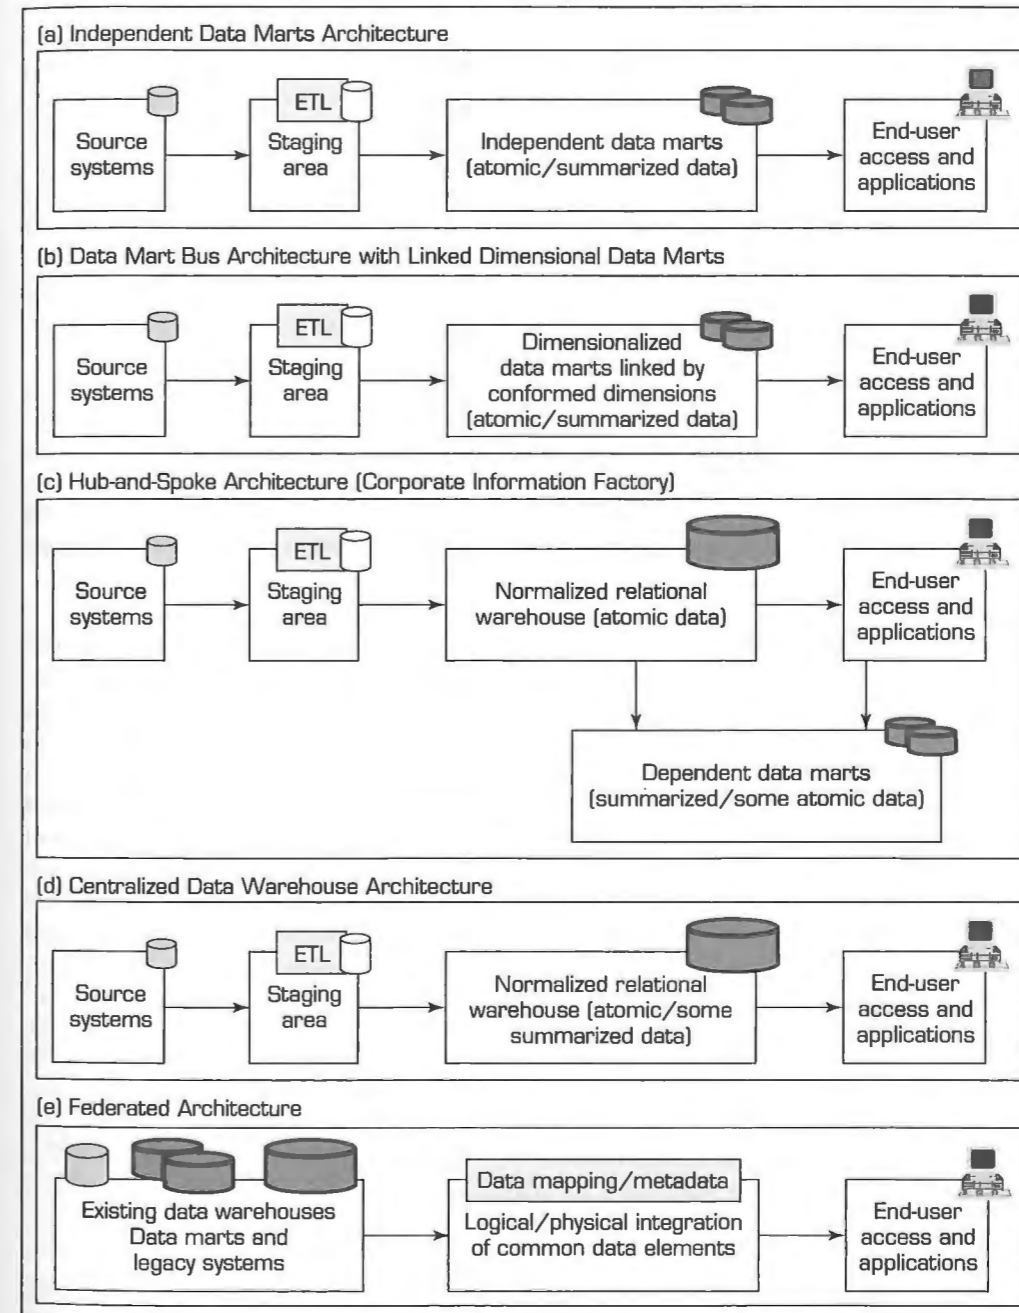 (a) Independent Data Marts Architecture
ETL
Source
systems
Staging
area
Independent data marts
(atomic/summarized data)
End-user
access and
applications
(b) Data Mart Bus Architecture with Linked Dimensional Data Marts
ETL
Source
systems
Staging
area
Dimensionalized
data marts linked by
conformed dimensions
(atomic/summarized data)
End-user
access and
applications
(c) Hub-and-Spoke Architecture (Corporate Information Factory)
ETL
Source
systems
Staging
area
Normalized relational
warehouse (atomic data)
End-user
access and
applications
Dependent data marts
(summarized/some atomic data)
(d) Centralized Data Warehouse Architecture
ETL
Source
systems
Staging
area
Normalized relational
warehouse (atomic/some
summarized data)
End-user
access and
applications
(e) Federated Architecture
Existing data warehouses
Data marts and
legacy systems
Data mapping/metadata
Logical/physical integration
of common data elements
End-user
access and
applications